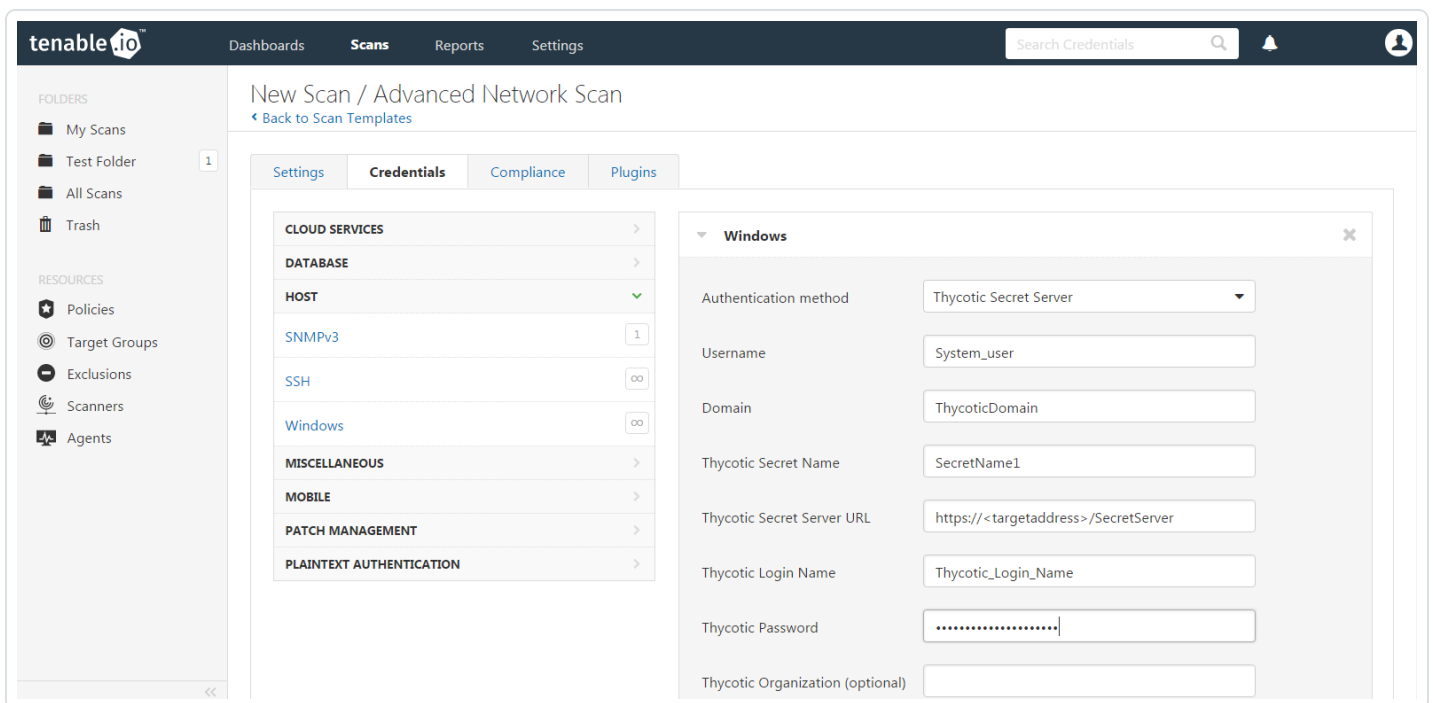 tenable.io™
Dashboards Scans Reports Settings
Search Credentials
FOLDERS
My Scans
Test Folder 1
All Scans
Trash
RESOURCES
Policies
Target Groups
Exclusions
Scanners
Agents
New Scan / Advanced Network Scan
Back to Scan Templates
Settings Credentials Compliance Plugins
CLOUD SERVICES
DATABASE
HOST
SNMPv3 1
SSH ∞
Windows ∞
MISCELLANEOUS
MOBILE
PATCH MANAGEMENT
PLAINTEXT AUTHENTICATION
Windows
Authentication method Thycotic Secret Server
Username System_user
Domain ThycoticDomain
Thycotic Secret Name SecretName1
Thycotic Secret Server URL https://<targetaddress>/SecretServer
Thycotic Login Name Thycotic_Login_Name
Thycotic Password •••••••••••••••••••••
Thycotic Organization (optional)